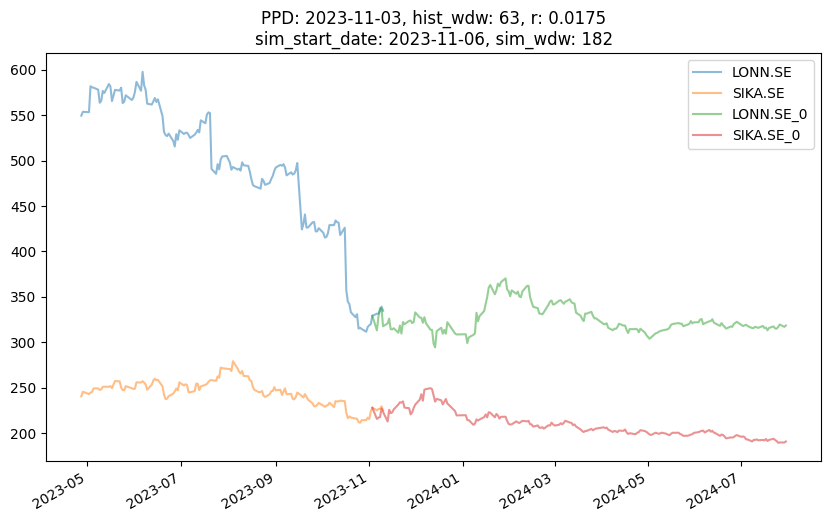 PPD: 2023-11-03, hist_wdw: 63, r: 0.0175
sim_start_date: 2023-11-06, sim_wdw: 182
LONN.SE
SIKA.SE
LONN.SE_0
SIKA.SE_0
600
550
500
450
400
350
300
250
200
2023-05
2023-07
2023-09
2023-11
2024-01
2024-03
2024-05
2024-07